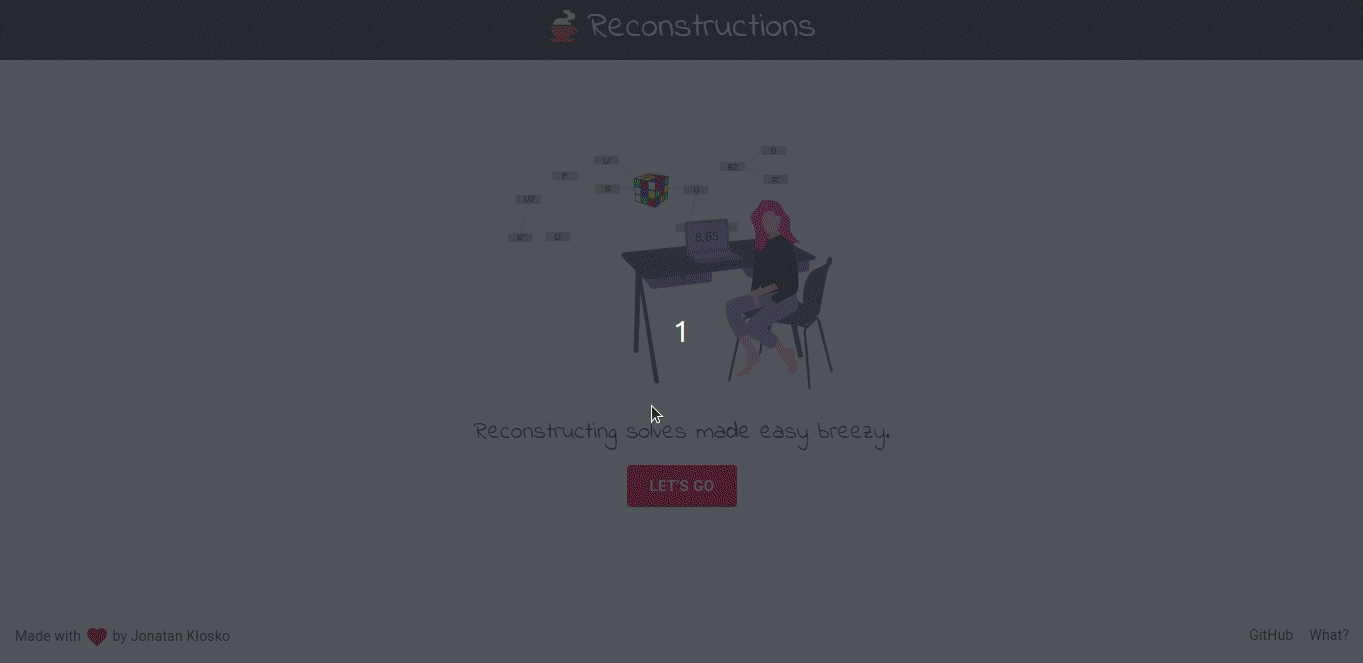 Reconstructions
D
U'
R2
F
R'
R
U
U2
8.65
R'
D'
1
Reconstructing solves made easy breezy.
LET'S GO
Made with by Jonatan Kłosko
GitHub What?